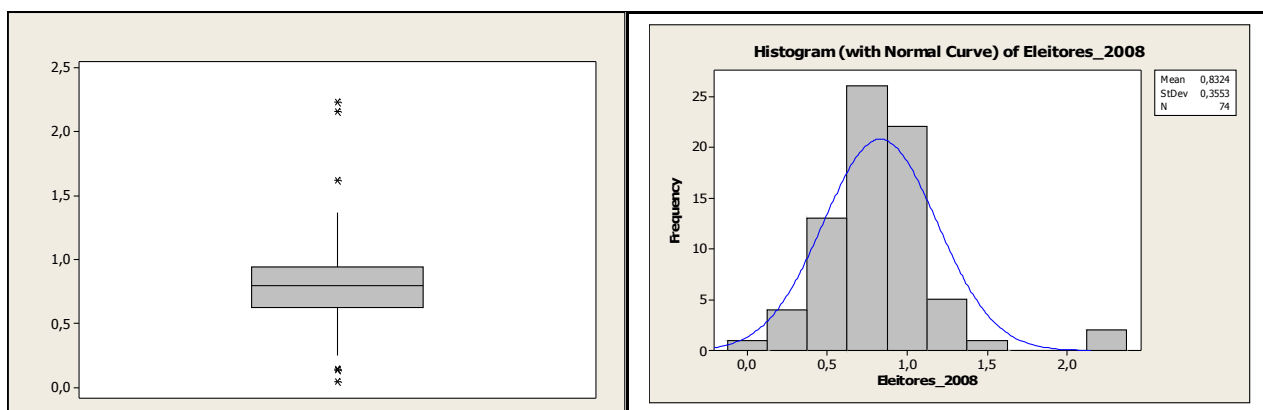 2,5
2,0
1,5
1,0
0,5
0,0
Histogram (with Normal Curve) of Eleitores_2008
Mean 0,8324
StDev 0,3553
N 74
Frequency
25
20
15
10
5
0
0,0 0,5 1,0 1,5 2,0
Eleitores_2008